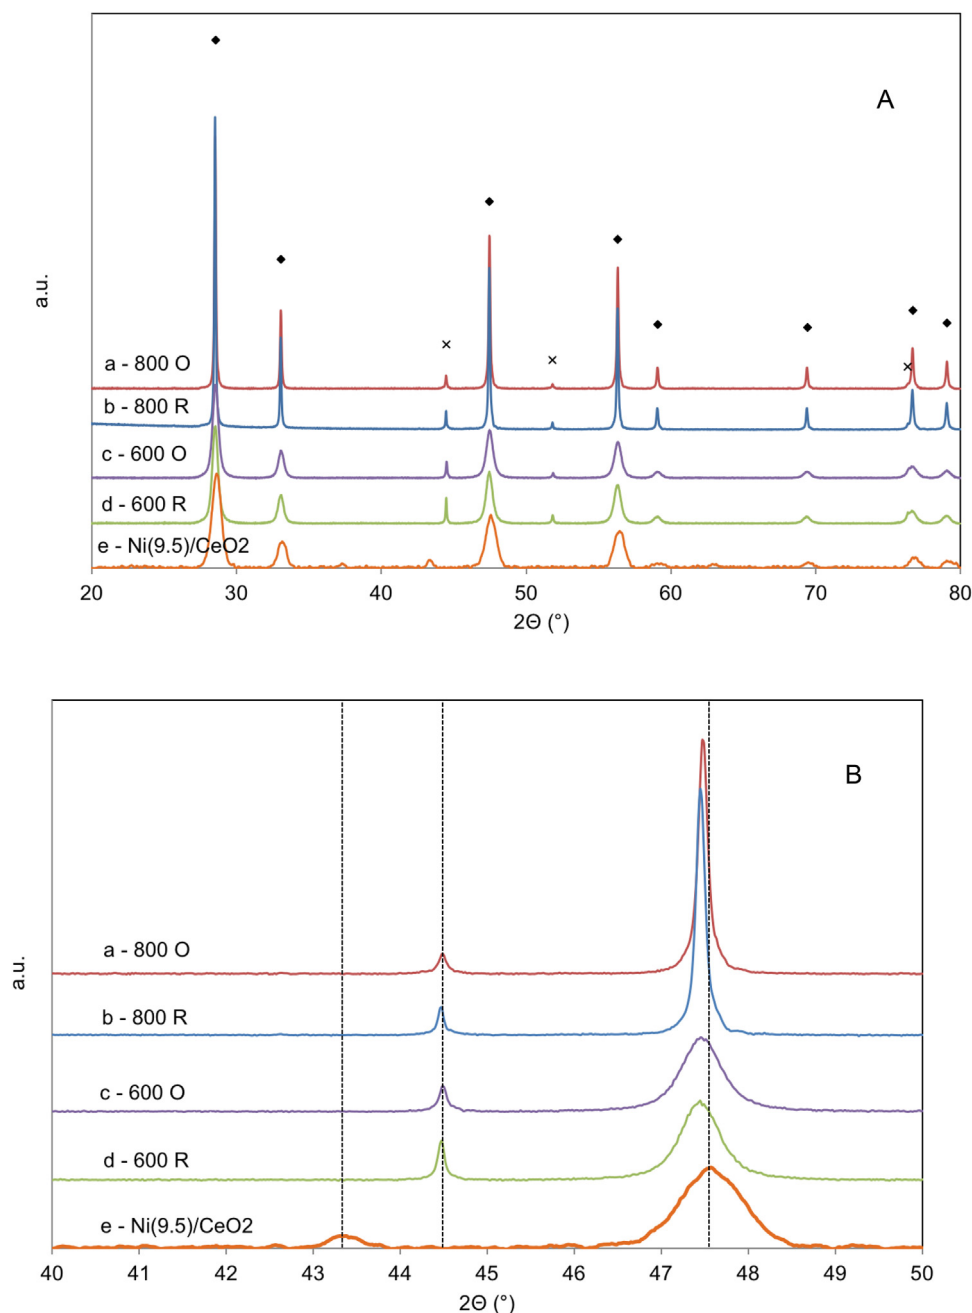 A
a.u.
a - 800 O
b - 800 R
c - 600 O
d - 600 R
e - Ni(9.5)/CeO2
20 30 40 50 60 70 80
2Θ (°)
B
a.u.
a - 800 O
b - 800 R
c - 600 O
d - 600 R
e - Ni(9.5)/CeO2
40 41 42 43 44 45 46 47 48 49 50
2Θ (°)